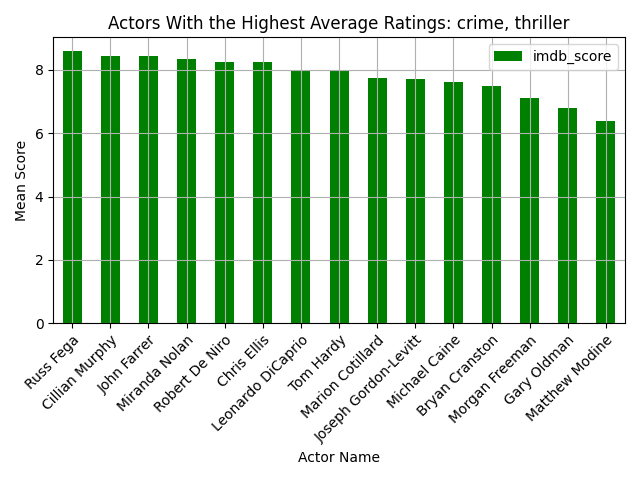 Actors With the Highest Average Ratings: crime, thriller
imdb_score
Mean Score
8
6
4
2
0
Russ Fega
Cillian Murphy
John Farrer
Miranda Nolan
Robert De Niro
Chris Ellis
Leonardo DiCaprio
Tom Hardy
Marion Cotillard
Joseph Gordon-Levitt
Michael Caine
Bryan Cranston
Morgan Freeman
Gary Oldman
Matthew Modine
Actor Name